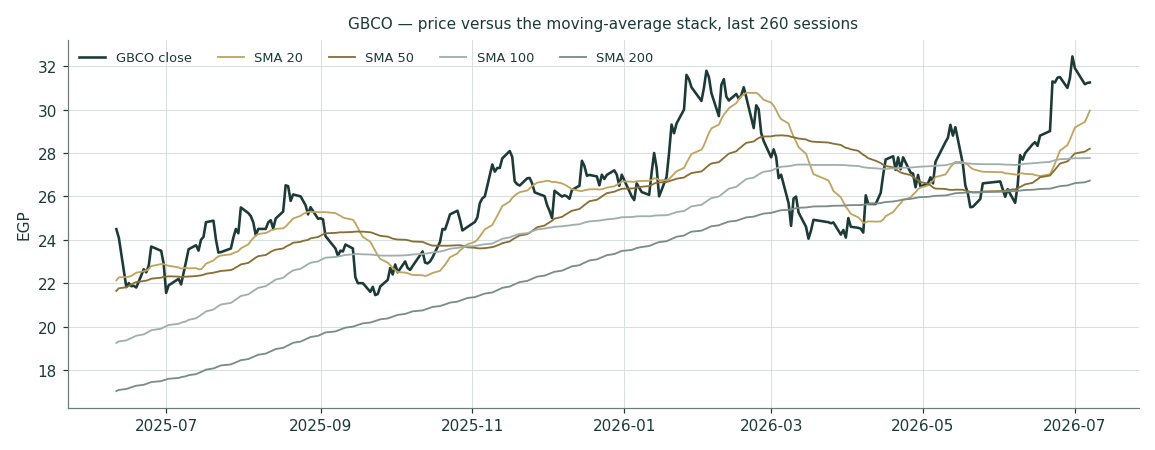 GBCO — price versus the moving-average stack, last 260 sessions
GBCO close SMA 20 SMA 50 SMA 100 SMA 200
EGP
32
30
28
26
24
22
20
18
2025-07 2025-09 2025-11 2026-01 2026-03 2026-05 2026-07